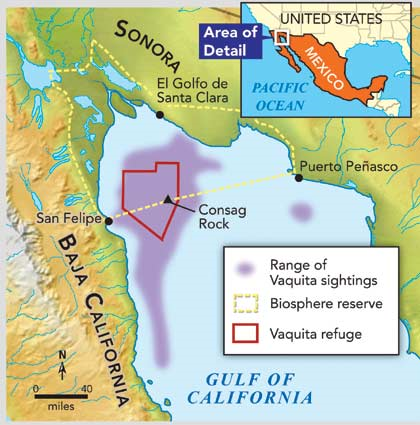 UNITED STATES
Area of
Detail
MEXICO
PACIFIC
OCEAN
SONORA
El Golfo de
Santa Clara
Puerto Peñasco
San Felipe
Consag
Rock
BAJA CALIFORNIA
Range of
Vaquita sightings
Biosphere reserve
Vaquita refuge
N
0 40
miles
GULF OF
CALIFORNIA